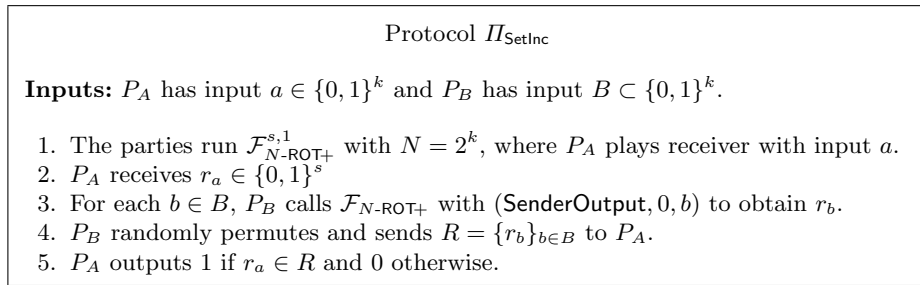 Protocol Π_SetInc
Inputs: P_A has input a ∈ {0, 1}^k and P_B has input B ⊂ {0, 1}^k.
1. The parties run F^{s,1}_{N-ROT+} with N = 2^k, where P_A plays receiver with input a.
2. P_A receives r_a ∈ {0, 1}^s
3. For each b ∈ B, P_B calls F_{N-ROT+} with (SenderOutput, 0, b) to obtain r_b.
4. P_B randomly permutes and sends R = {r_b}_{b∈B} to P_A.
5. P_A outputs 1 if r_a ∈ R and 0 otherwise.